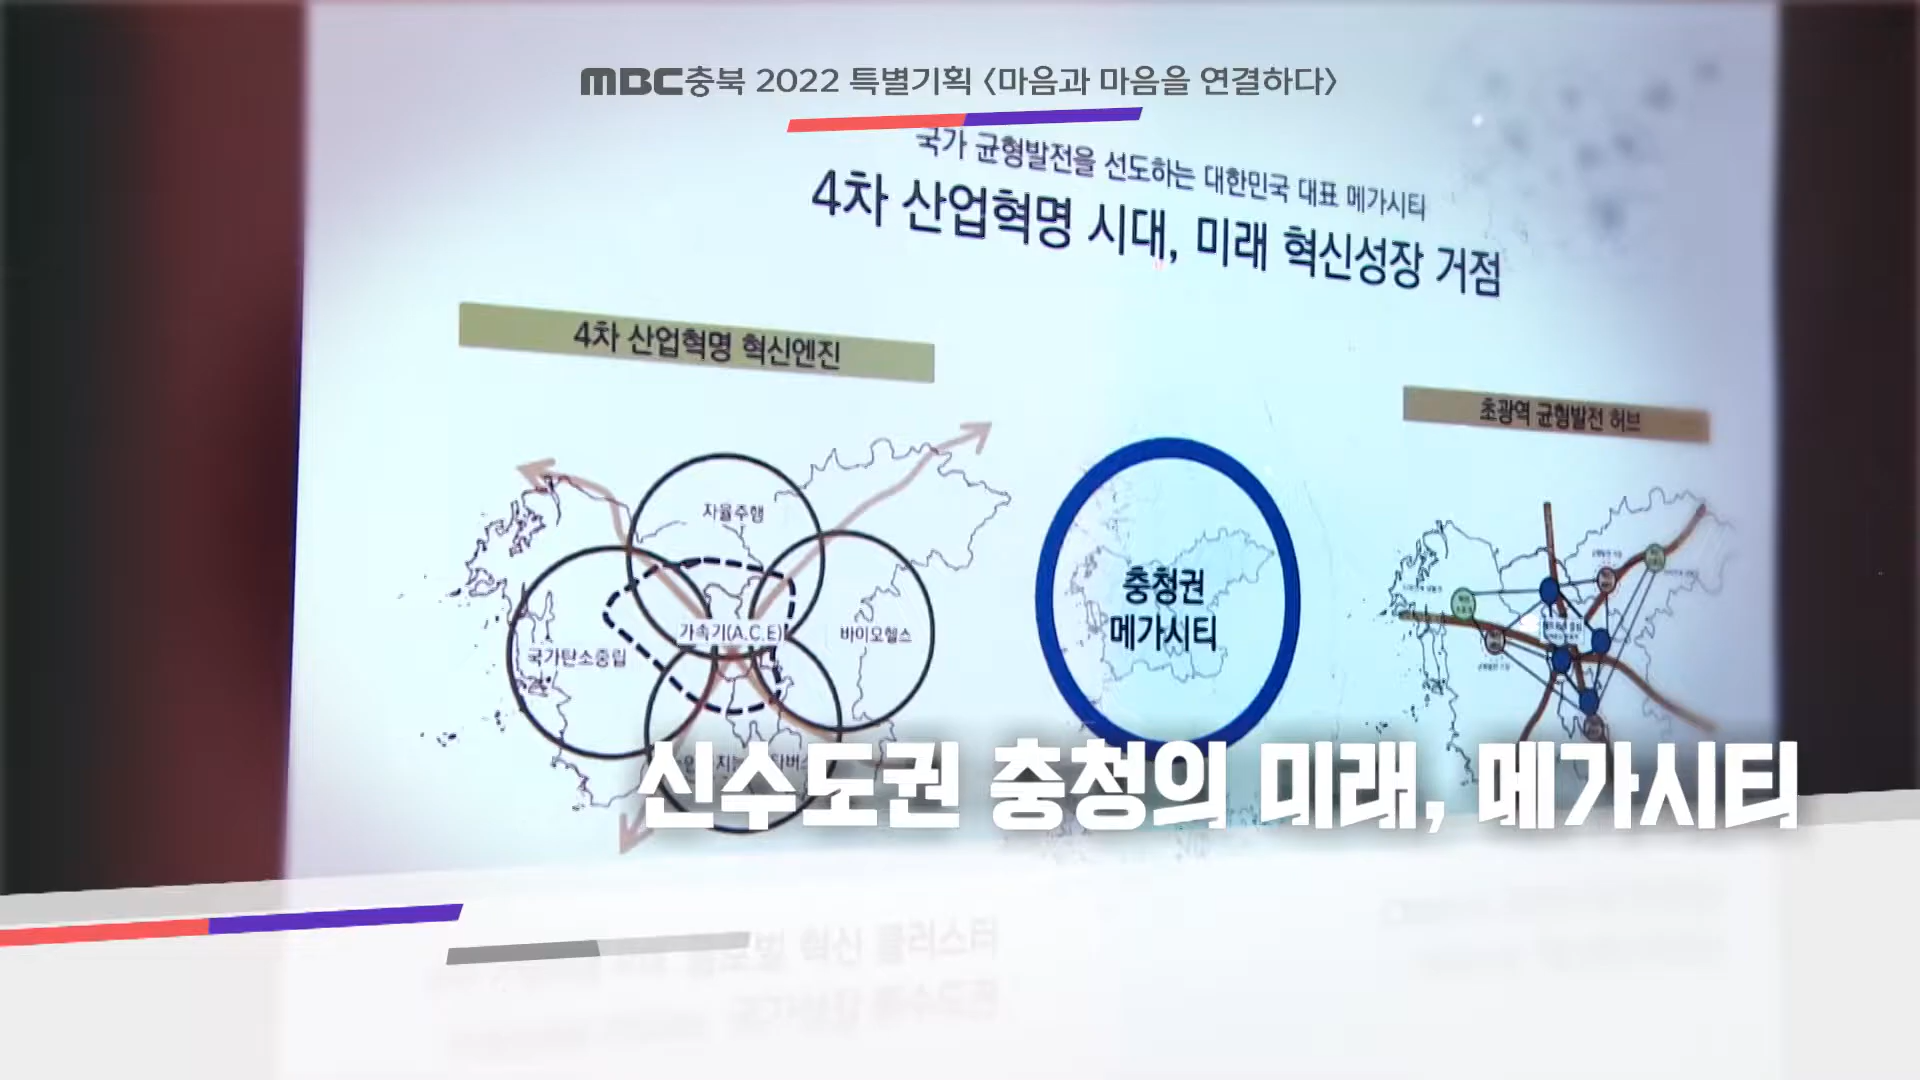 MBC충북 2022 특별기획 〈마음과 마음을 연결하다〉
국가 균형발전을 선도하는 대한민국 대표 메가시티
4차 산업혁명 시대, 미래 혁신성장 거점
4차 산업혁명 혁신엔진
초광역 균형발전 허브
자율주행
가속기(A.C.E)
바이오헬스
국가탄소중립
충청권
메가시티
신수도권 충청의 미래, 메가시티
혁신 클러스터